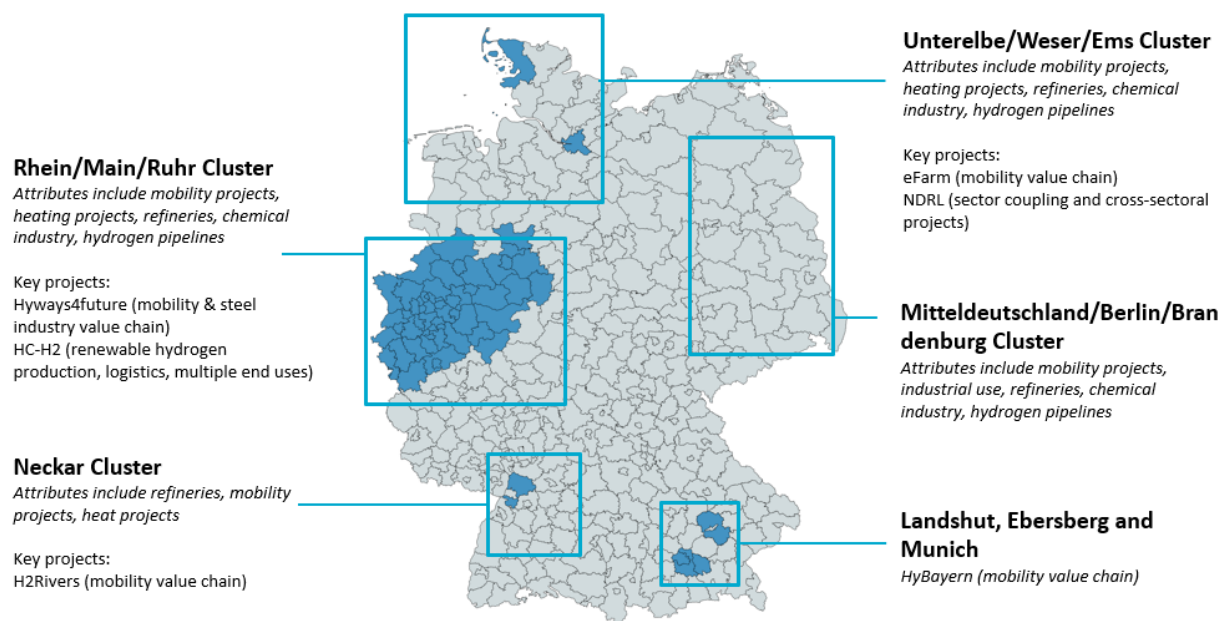 Unterelbe/Weser/Ems Cluster
Attributes include mobility projects,
heating projects, refineries, chemical
industry, hydrogen pipelines
Key projects:
eFarm (mobility value chain)
NDRL (sector coupling and cross-sectoral
projects)
Rhein/Main/Ruhr Cluster
Attributes include mobility projects,
heating projects, refineries, chemical
industry, hydrogen pipelines
Key projects:
Hyways4future (mobility & steel
industry value chain)
HC-H2 (renewable hydrogen
production, logistics, multiple end uses)
Mitteldeutschland/Berlin/Bran
denburg Cluster
Attributes include mobility projects,
industrial use, refineries, chemical
industry, hydrogen pipelines
Neckar Cluster
Attributes include refineries, mobility
projects, heat projects
Key projects:
H2Rivers (mobility value chain)
Landshut, Ebersberg and
Munich
HyBayern (mobility value chain)